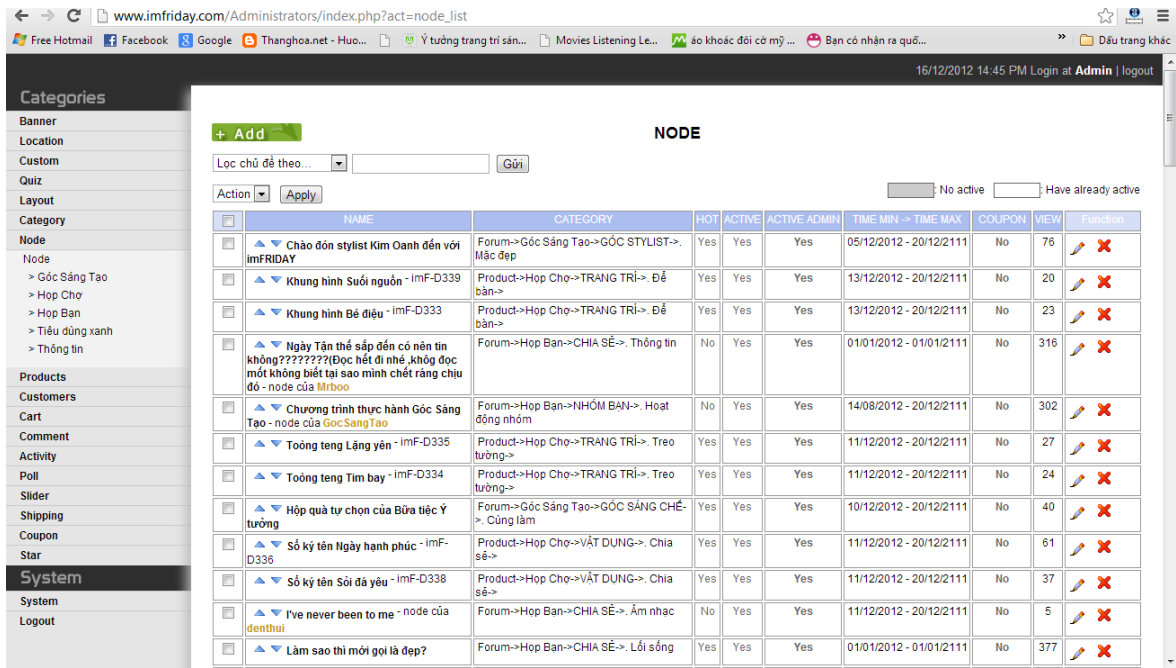 www.imfriday.com/Administrators/index.php?act=node_list
Free Hotmail Facebook Google Thanghoa.net - Huo... Ý tưởng trang trí sán... Movies Listening Le... áo khoác đôi cờ mỹ ... Bạn có nhận ra quố... » Dấu trang khác
16/12/2012 14:45 PM Login at Admin | logout
Categories
Banner
Location
Custom
Quiz
Layout
Category
Node
Node
> Góc Sáng Tạo
> Họp Chợ
> Họp Bạn
> Tiêu dùng xanh
> Thông tin
Products
Customers
Cart
Comment
Activity
Poll
Slider
Shipping
Coupon
Star
System
System
Logout
+ Add
NODE
Lọc chủ đề theo... Gửi
Action Apply
: No active : Have already active
NAME CATEGORY HOT ACTIVE ACTIVE ADMIN TIME MIN -> TIME MAX COUPON VIEW Function
Chào đón stylist Kim Oanh đến với Forum->Góc Sáng Tạo->GÓC STYLIST->. Yes Yes Yes 05/12/2012 - 20/12/2111 No 76
imFRIDAY Mặc đẹp
Khung hình Suối nguồn - imF-D339 Product->Họp Chợ->TRANG TRÍ->. Để Yes Yes Yes 13/12/2012 - 20/12/2111 No 20
bàn->
Khung hình Bé điệu - imF-D333 Product->Họp Chợ->TRANG TRÍ->. Để Yes Yes Yes 13/12/2012 - 20/12/2111 No 23
bàn->
Ngày Tận thế sắp đến có nên tin Forum->Họp Bạn->CHIA SẺ->. Thông tin No Yes Yes 01/01/2012 - 01/01/2111 No 316
không????????(Đọc hết đi nhé ,khôg đọc
mốt không biết tại sao mình chết ráng chịu
đó - node của Mrboo
Chương trình thực hành Góc Sáng Forum->Họp Bạn->NHÓM BẠN->. Hoạt No Yes Yes 14/08/2012 - 20/12/2111 No 302
Tạo - node của GocSangTao động nhóm
Toòng teng Lặng yên - imF-D335 Product->Họp Chợ->TRANG TRÍ->. Treo Yes Yes Yes 11/12/2012 - 20/12/2111 No 27
tường->
Toòng teng Tim bay - imF-D334 Product->Họp Chợ->TRANG TRÍ->. Treo Yes Yes Yes 11/12/2012 - 20/12/2111 No 24
tường->
Hộp quà tự chọn của Bữa tiệc Ý Forum->Góc Sáng Tạo->GÓC SÁNG CHẾ- Yes Yes Yes 10/12/2012 - 20/12/2111 No 40
tưởng >. Cùng làm
Sổ ký tên Ngày hạnh phúc - imF- Product->Họp Chợ->VẬT DỤNG->. Chia Yes Yes Yes 11/12/2012 - 20/12/2111 No 61
D336 sẻ->
Sổ ký tên Sỏi đá yêu - imF-D338 Product->Họp Chợ->VẬT DỤNG->. Chia Yes Yes Yes 11/12/2012 - 20/12/2111 No 37
sẻ->
I've never been to me - node của Forum->Họp Bạn->CHIA SẺ->. Âm nhạc No Yes Yes 11/12/2012 - 20/12/2111 No 5
denthui
Làm sao thì mới gọi là đẹp? Forum->Họp Bạn->CHIA SẺ->. Lối sống Yes Yes Yes 01/01/2012 - 01/01/2111 No 377